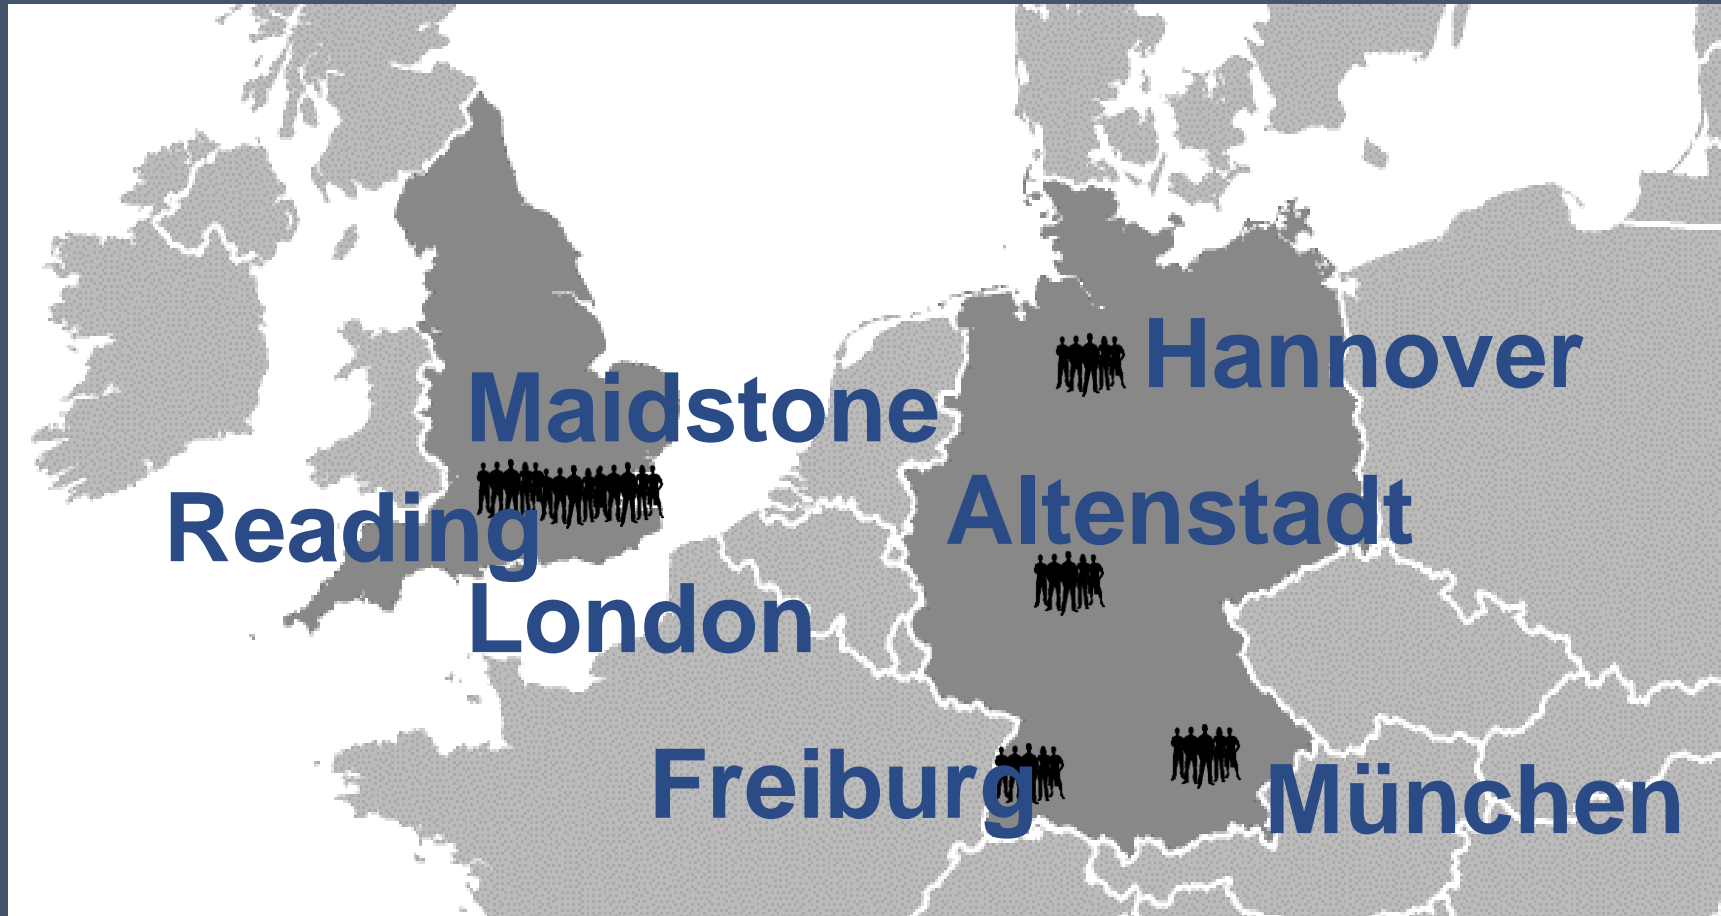 Hannover
Maidstone
Altenstadt
Reading
London
Freiburg
München